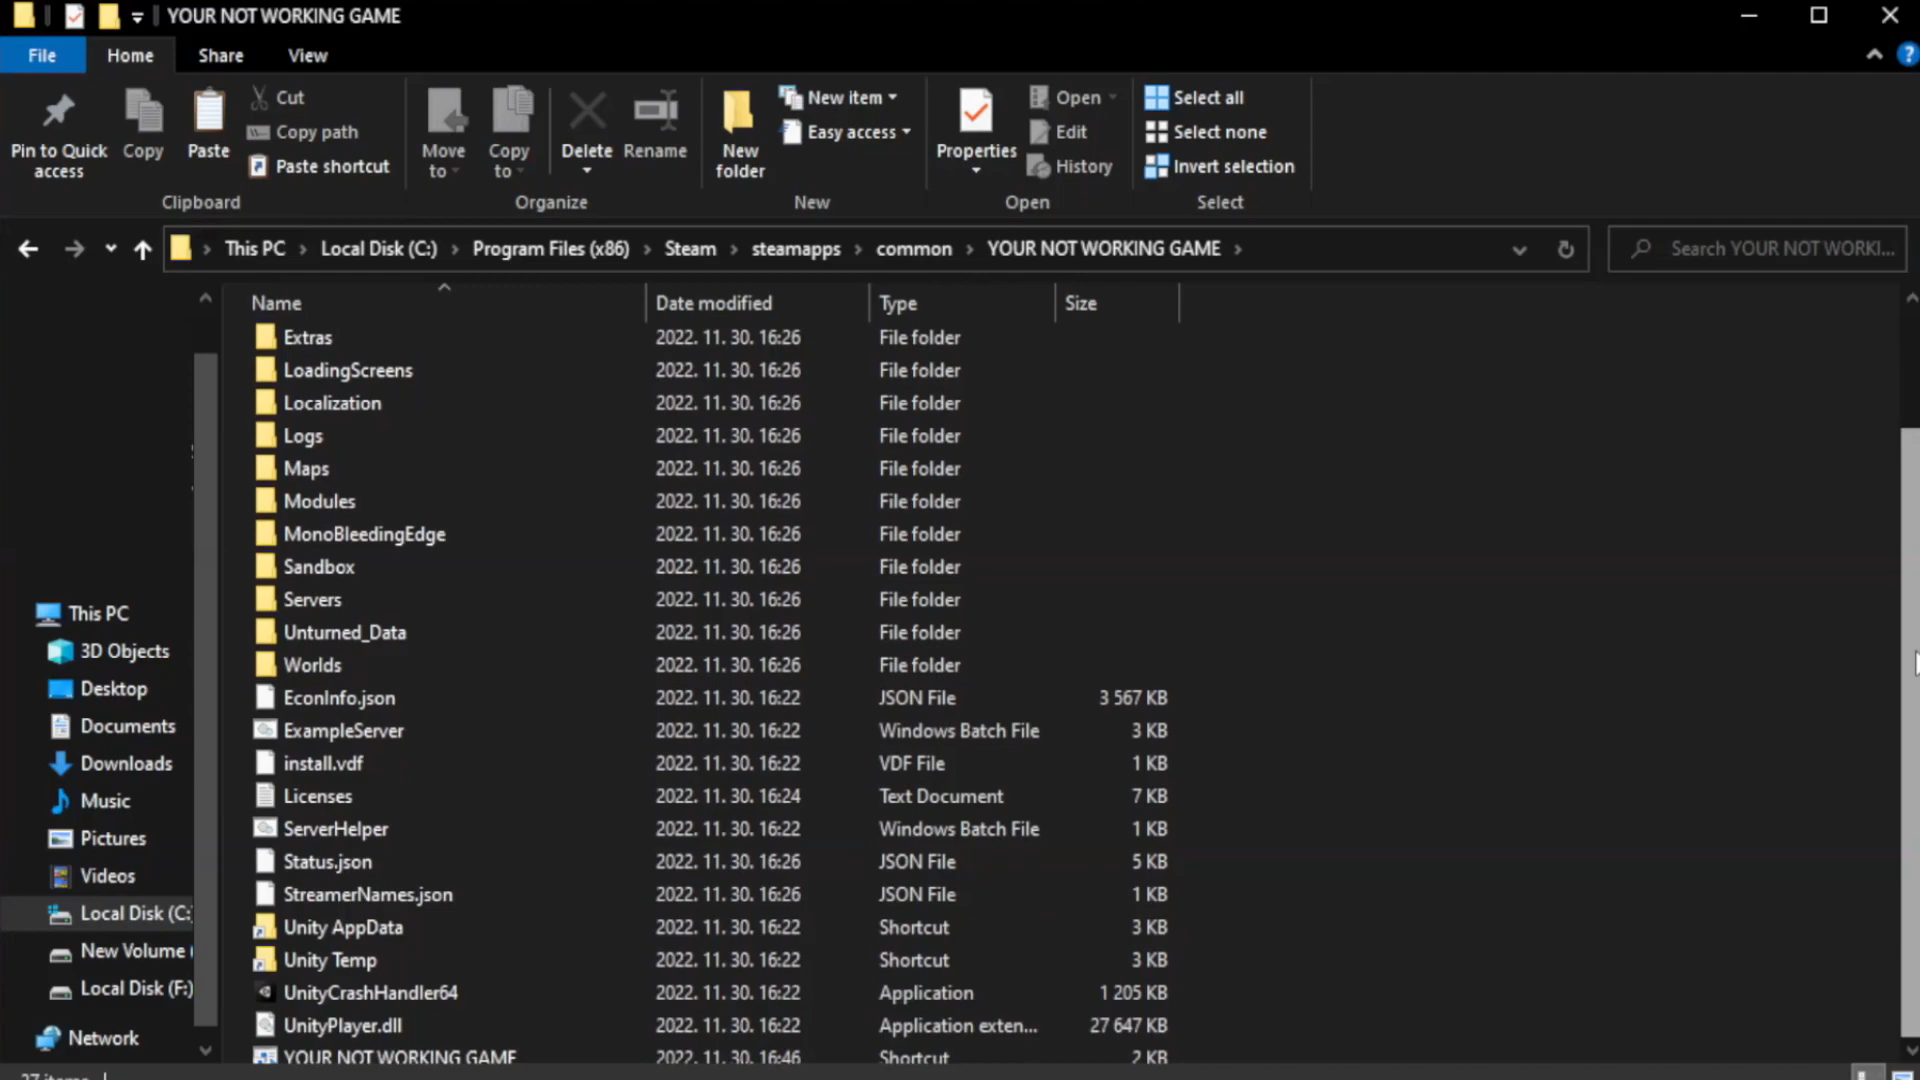 YOUR NOT WORKING GAME
File Home Share View
Pin to Quick access
Copy
Paste
Cut
Copy path
Paste shortcut
Clipboard
Move to
Copy to
Delete
Rename
Organize
New folder
New item
Easy access
New
Properties
Open
Edit
History
Open
Select all
Select none
Invert selection
Select
This PC Local Disk (C:) Program Files (x86) Steam steamapps common YOUR NOT WORKING GAME
Search YOUR NOT WORKI...
Name Date modified Type Size
Extras 2022. 11. 30. 16:26 File folder
LoadingScreens 2022. 11. 30. 16:26 File folder
Localization 2022. 11. 30. 16:26 File folder
Logs 2022. 11. 30. 16:26 File folder
Maps 2022. 11. 30. 16:26 File folder
Modules 2022. 11. 30. 16:26 File folder
MonoBleedingEdge 2022. 11. 30. 16:26 File folder
Sandbox 2022. 11. 30. 16:26 File folder
Servers 2022. 11. 30. 16:26 File folder
Unturned_Data 2022. 11. 30. 16:26 File folder
Worlds 2022. 11. 30. 16:26 File folder
EconInfo.json 2022. 11. 30. 16:22 JSON File 3 567 KB
ExampleServer 2022. 11. 30. 16:22 Windows Batch File 3 KB
install.vdf 2022. 11. 30. 16:22 VDF File 1 KB
Licenses 2022. 11. 30. 16:24 Text Document 7 KB
ServerHelper 2022. 11. 30. 16:22 Windows Batch File 1 KB
Status.json 2022. 11. 30. 16:26 JSON File 5 KB
StreamerNames.json 2022. 11. 30. 16:26 JSON File 1 KB
Unity AppData 2022. 11. 30. 16:22 Shortcut 3 KB
Unity Temp 2022. 11. 30. 16:22 Shortcut 3 KB
UnityCrashHandler64 2022. 11. 30. 16:22 Application 1 205 KB
UnityPlayer.dll 2022. 11. 30. 16:22 Application exten... 27 647 KB
YOUR NOT WORKING GAME 2022. 11. 30. 16:46 Shortcut 2 KB
This PC
3D Objects
Desktop
Documents
Downloads
Music
Pictures
Videos
Local Disk (C:)
New Volume (
Local Disk (F:)
Network
27 items